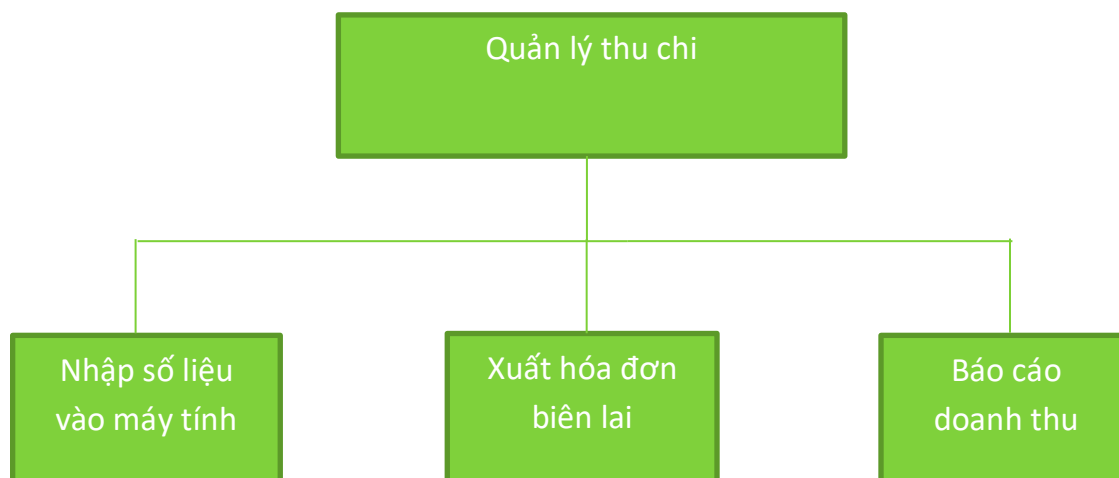 Quản lý thu chi
Nhập số liệu
vào máy tính
Xuất hóa đơn
biên lai
Báo cáo
doanh thu